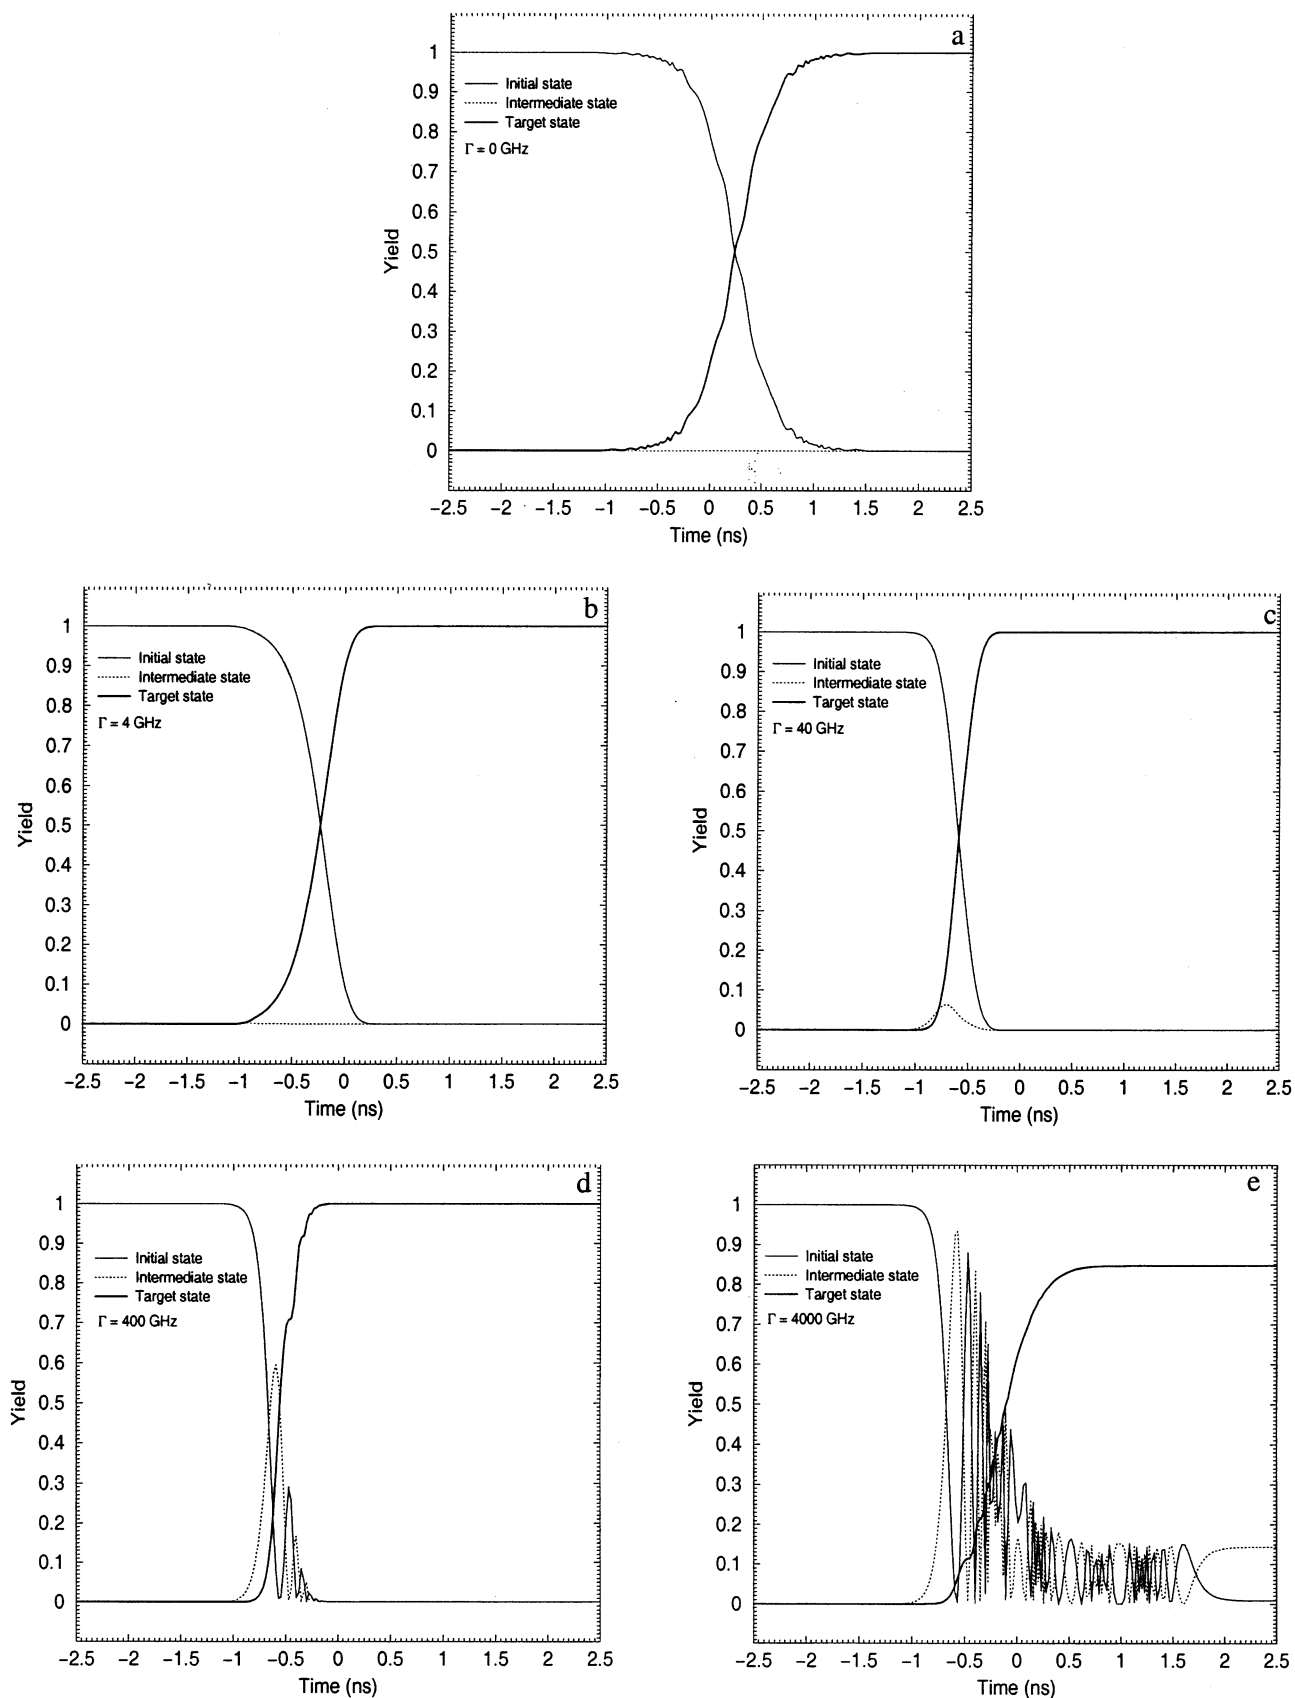 a
1
0.9
0.8
0.7
0.6
0.5
0.4
0.3
0.2
0.1
0
Yield
Initial state
Intermediate state
Target state
Γ = 0 GHz
−2.5 −2 −1.5 −1 −0.5 0 0.5 1 1.5 2 2.5
Time (ns)
b
1
0.9
0.8
0.7
0.6
0.5
0.4
0.3
0.2
0.1
0
Yield
Initial state
Intermediate state
Target state
Γ = 4 GHz
−2.5 −2 −1.5 −1 −0.5 0 0.5 1 1.5 2 2.5
Time (ns)
c
1
0.9
0.8
0.7
0.6
0.5
0.4
0.3
0.2
0.1
0
Yield
Initial state
Intermediate state
Target state
Γ = 40 GHz
−2.5 −2 −1.5 −1 −0.5 0 0.5 1 1.5 2 2.5
Time (ns)
d
1
0.9
0.8
0.7
0.6
0.5
0.4
0.3
0.2
0.1
0
Yield
Initial state
Intermediate state
Target state
Γ = 400 GHz
−2.5 −2 −1.5 −1 −0.5 0 0.5 1 1.5 2 2.5
Time (ns)
e
1
0.9
0.8
0.7
0.6
0.5
0.4
0.3
0.2
0.1
0
Yield
Initial state
Intermediate state
Target state
Γ = 4000 GHz
−2.5 −2 −1.5 −1 −0.5 0 0.5 1 1.5 2 2.5
Time (ns)